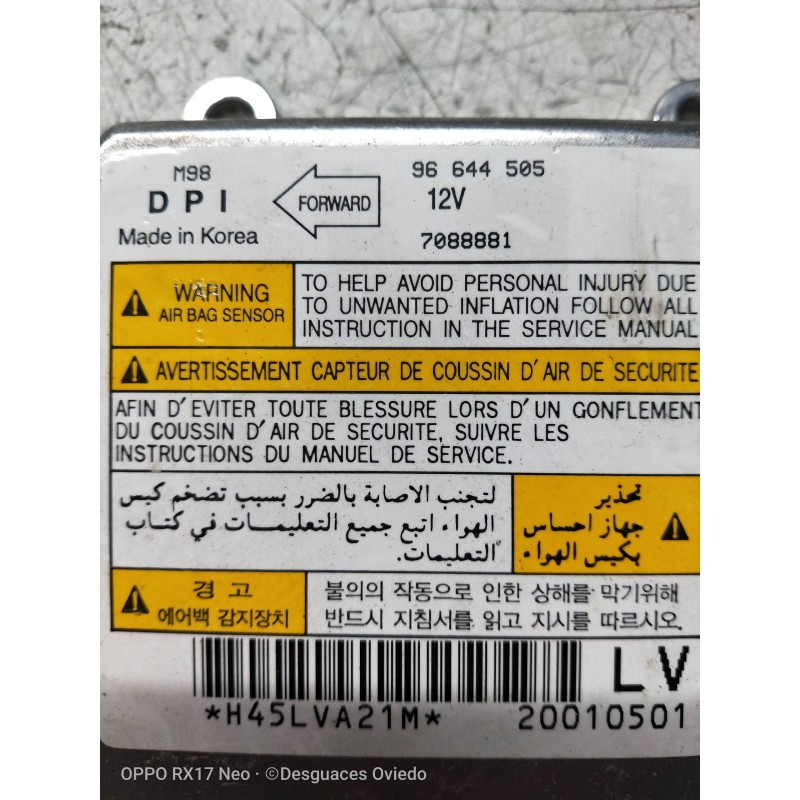 M98
DPI
Made in Korea
FORWARD
96 644 505
12V
7088881
WARNING
AIR BAG SENSOR
TO HELP AVOID PERSONAL INJURY DUE
TO UNWANTED INFLATION FOLLOW ALL
INSTRUCTION IN THE SERVICE MANUAL
AVERTISSEMENT CAPTEUR DE COUSSIN D'AIR DE SECURITE
AFIN D'EVITER TOUTE BLESSURE LORS D'UN GONFLEMENT
DU COUSSIN D'AIR DE SECURITE, SUIVRE LES
INSTRUCTIONS DU MANUEL DE SERVICE.
تحذير
جهاز احساس
بكيس الهواء
لتجنب الاصابة بالضرر بسبب تضخم كيس
الهواء اتبع جميع التعليمات في كتاب
التعليمات.
경고
에어백 감지장치
불의의 작동으로 인한 상해를 막기위해
반드시 지침서를 읽고 지시를 따르시오.
LV
*H45LVA21M*
20010501
OPPO RX17 Neo · ©Desguaces Oviedo